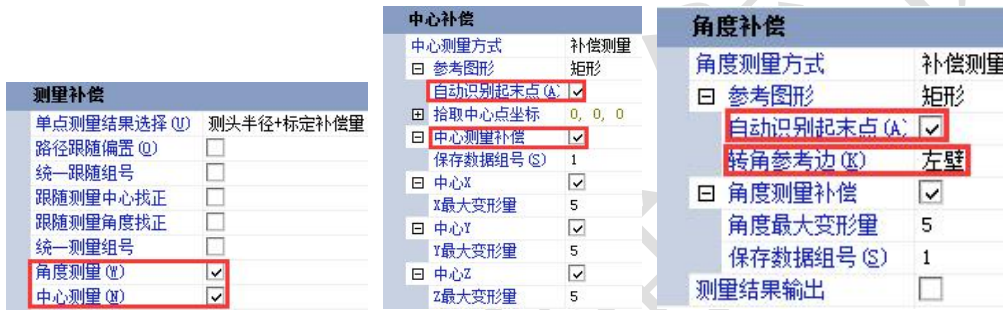 测量补偿
单点测量结果选择(U) 测头半径+标定补偿量
路径跟随偏置(Q)
统一跟随组号
跟随测量中心找正
跟随测量角度找正
统一测量组号
角度测量(W)
中心测量(N)
中心补偿
中心测量方式 补偿测量
参考图形 矩形
自动识别起末点(A)
拾取中心点坐标 0, 0, 0
中心测量补偿
保存数据组号(S) 1
中心X
X最大变形量 5
中心Y
Y最大变形量 5
中心Z
Z最大变形量 5
角度补偿
角度测量方式 补偿测量
参考图形 矩形
自动识别起末点(A)
转角参考边(K) 左壁
角度测量补偿
角度最大变形量 5
保存数据组号(S) 1
测量结果输出